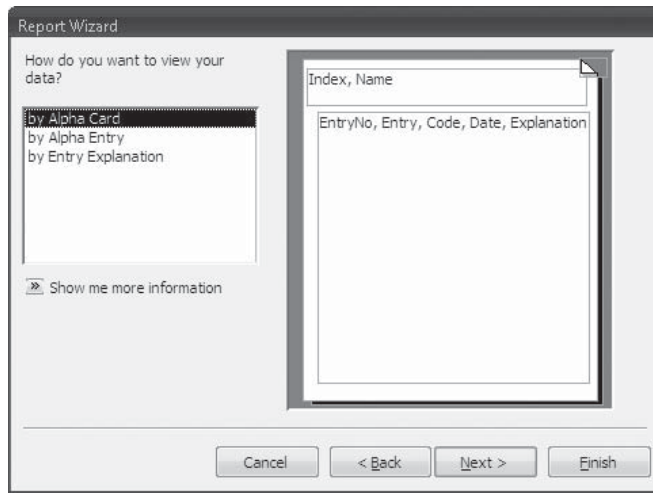 Report Wizard
How do you want to view your
data?
by Alpha Card
by Alpha Entry
by Entry Explanation
» Show me more information
Index, Name
EntryNo, Entry, Code, Date, Explanation
Cancel
< Back
Next >
Finish